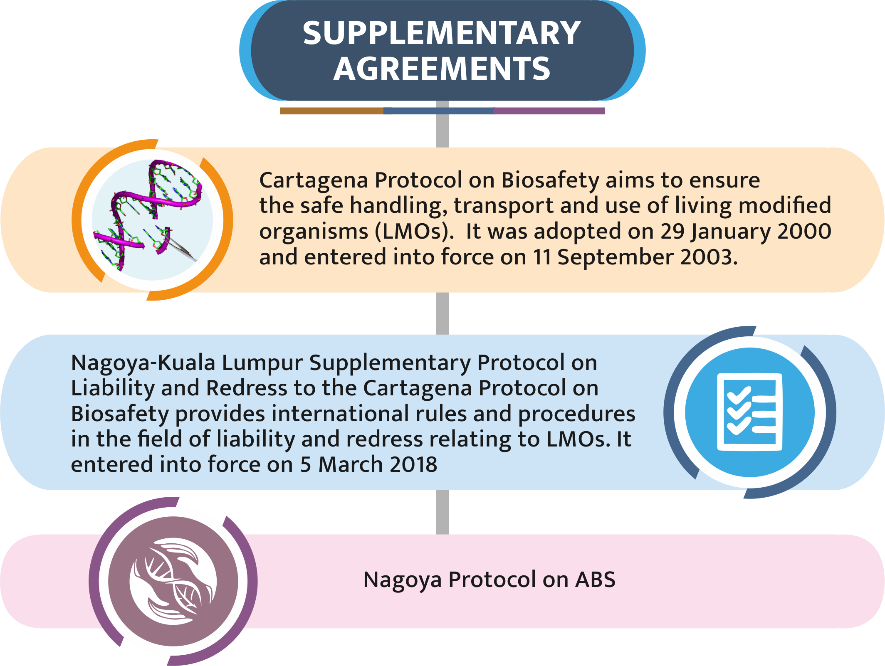 SUPPLEMENTARY
AGREEMENTS
Cartagena Protocol on Biosafety aims to ensure
the safe handling, transport and use of living modified
organisms (LMOs).  It was adopted on 29 January 2000
and entered into force on 11 September 2003.
Nagoya-Kuala Lumpur Supplementary Protocol on
Liability and Redress to the Cartagena Protocol on
Biosafety provides international rules and procedures
in the field of liability and redress relating to LMOs. It
entered into force on 5 March 2018
Nagoya Protocol on ABS